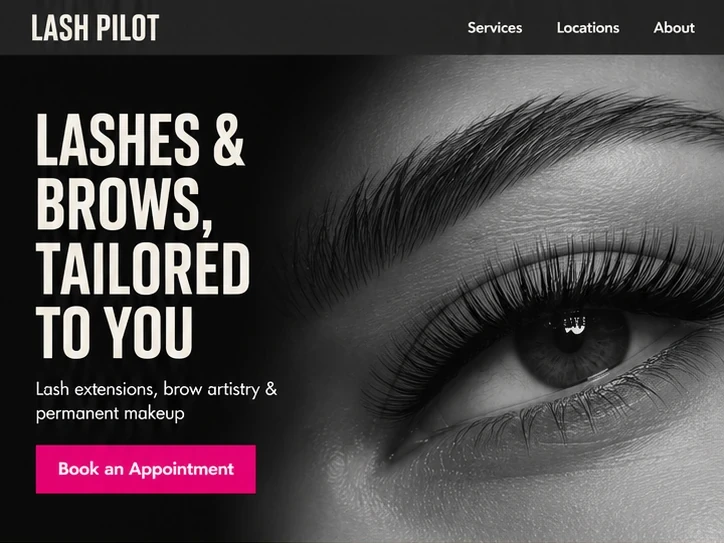 LASH PILOT
Services
Locations
About
LASHES &
BROWS,
TAILORED
TO YOU
Lash extensions, brow artistry &
permanent makeup
Book an Appointment